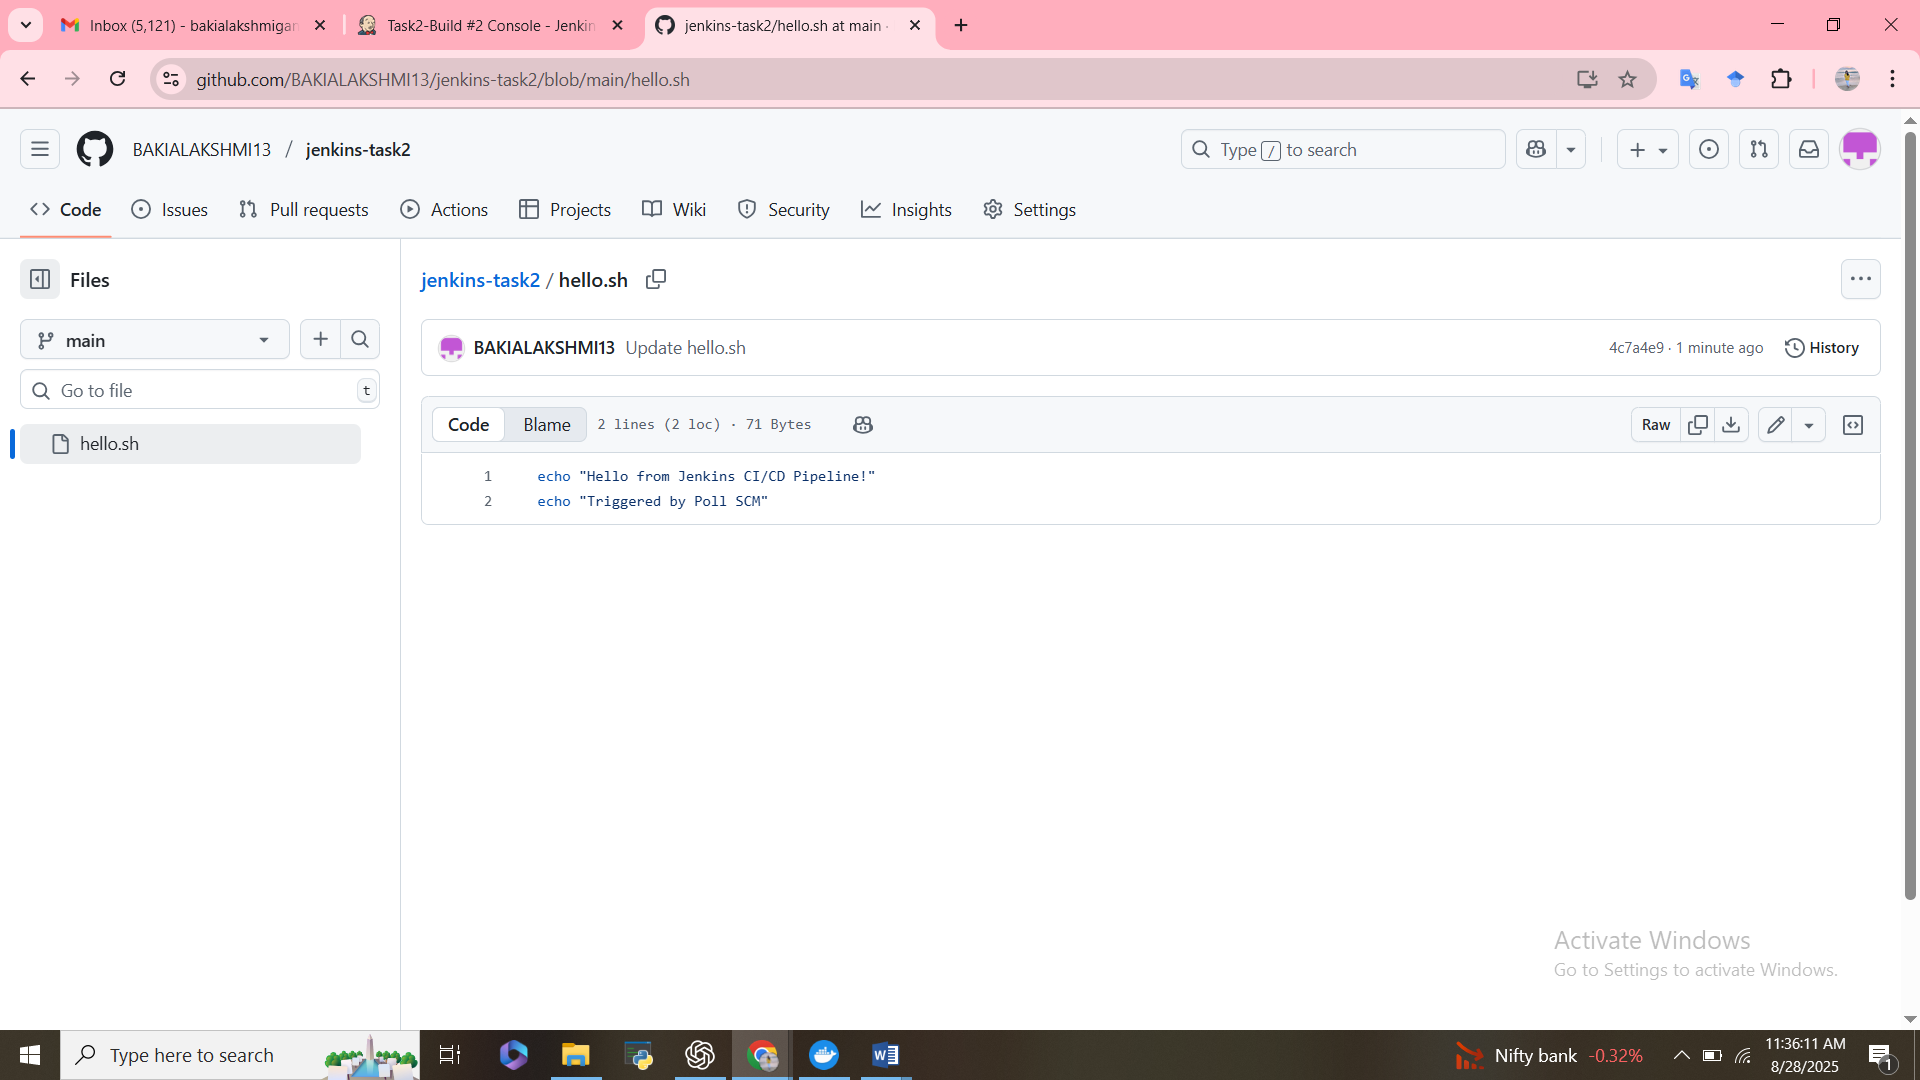 Inbox (5,121) - bakialakshmigan
Task2-Build #2 Console - Jenkin
jenkins-task2/hello.sh at main ·
github.com/BAKIALAKSHMI13/jenkins-task2/blob/main/hello.sh
BAKIALAKSHMI13 / jenkins-task2
Type / to search
Code
Issues
Pull requests
Actions
Projects
Wiki
Security
Insights
Settings
Files
main
Go to file
t
hello.sh
jenkins-task2 / hello.sh
BAKIALAKSHMI13 Update hello.sh
4c7a4e9 · 1 minute ago
History
Code
Blame
2 lines (2 loc) · 71 Bytes
Raw
1 echo "Hello from Jenkins CI/CD Pipeline!"
2 echo "Triggered by Poll SCM"
Activate Windows
Go to Settings to activate Windows.
Type here to search
Nifty bank -0.32%
11:36:11 AM
8/28/2025
1